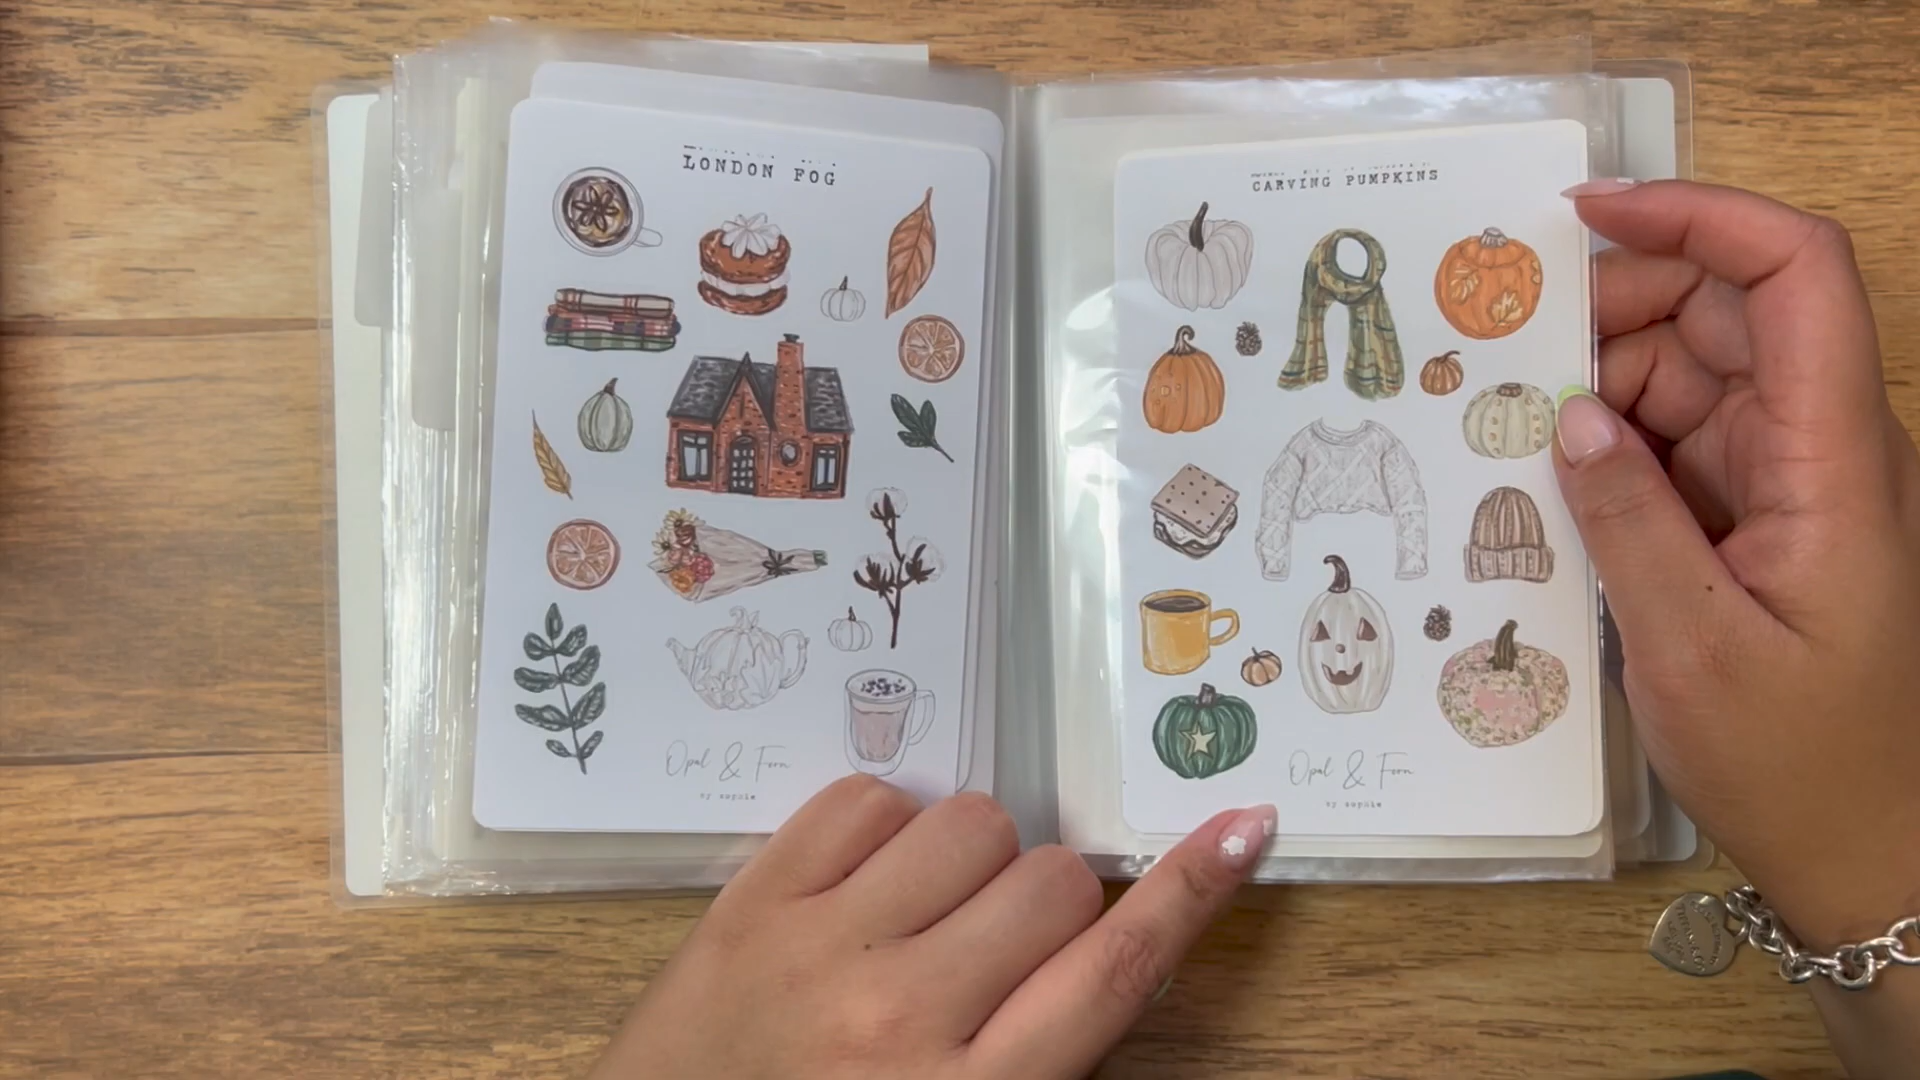 LONDON FOG
Opal & Fern
by sophie
CARVING PUMPKINS
Opal & Fern
by sophie